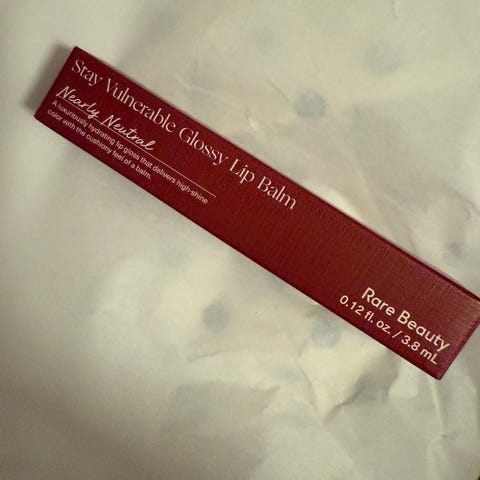 Stay Vulnerable Glossy Lip Balm
Nearly Neutral
A luxuriously hydrating lip gloss that delivers high-shine
color with the cushiony feel of a balm.
Rare Beauty
0.12 fl. oz. / 3.8 mL